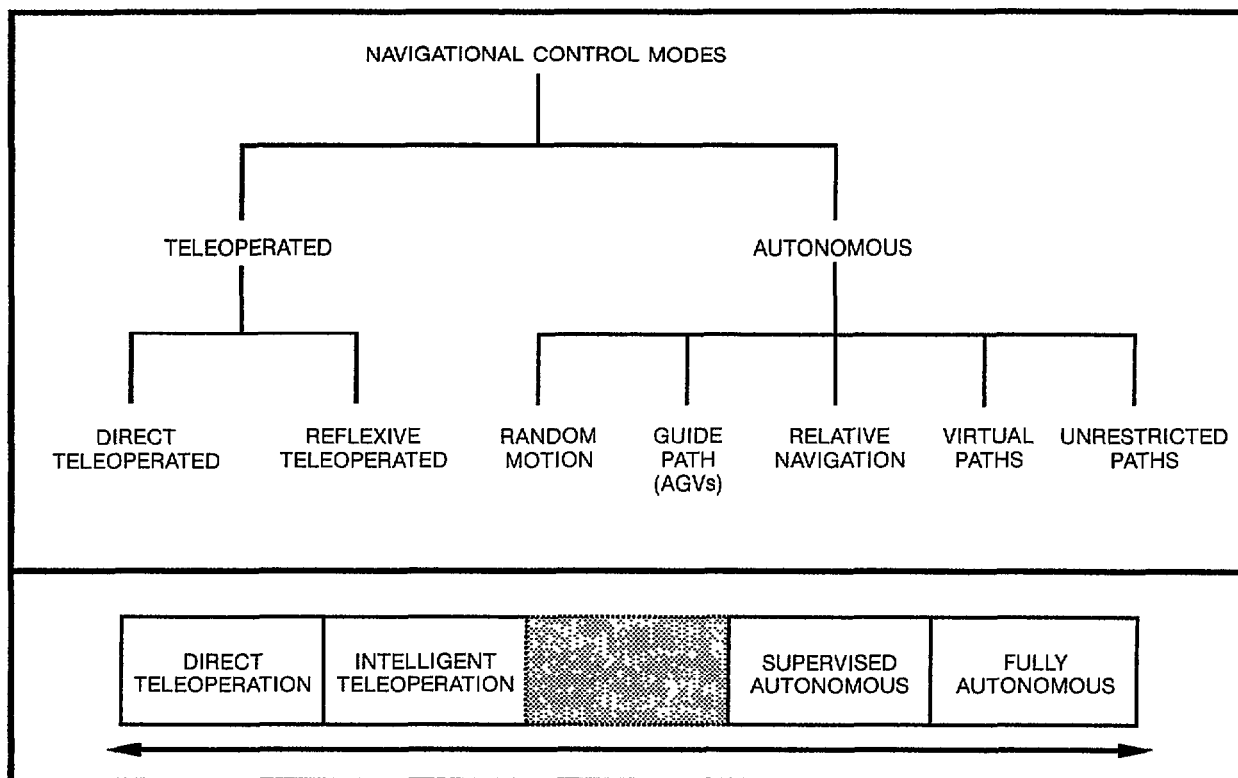 NAVIGATIONAL CONTROL MODES
TELEOPERATED
AUTONOMOUS
DIRECT
TELEOPERATED
REFLEXIVE
TELEOPERATED
RANDOM
MOTION
GUIDE
PATH
(AGVs)
RELATIVE
NAVIGATION
VIRTUAL
PATHS
UNRESTRICTED
PATHS
DIRECT
TELEOPERATION
INTELLIGENT
TELEOPERATION
SUPERVISED
AUTONOMOUS
FULLY
AUTONOMOUS